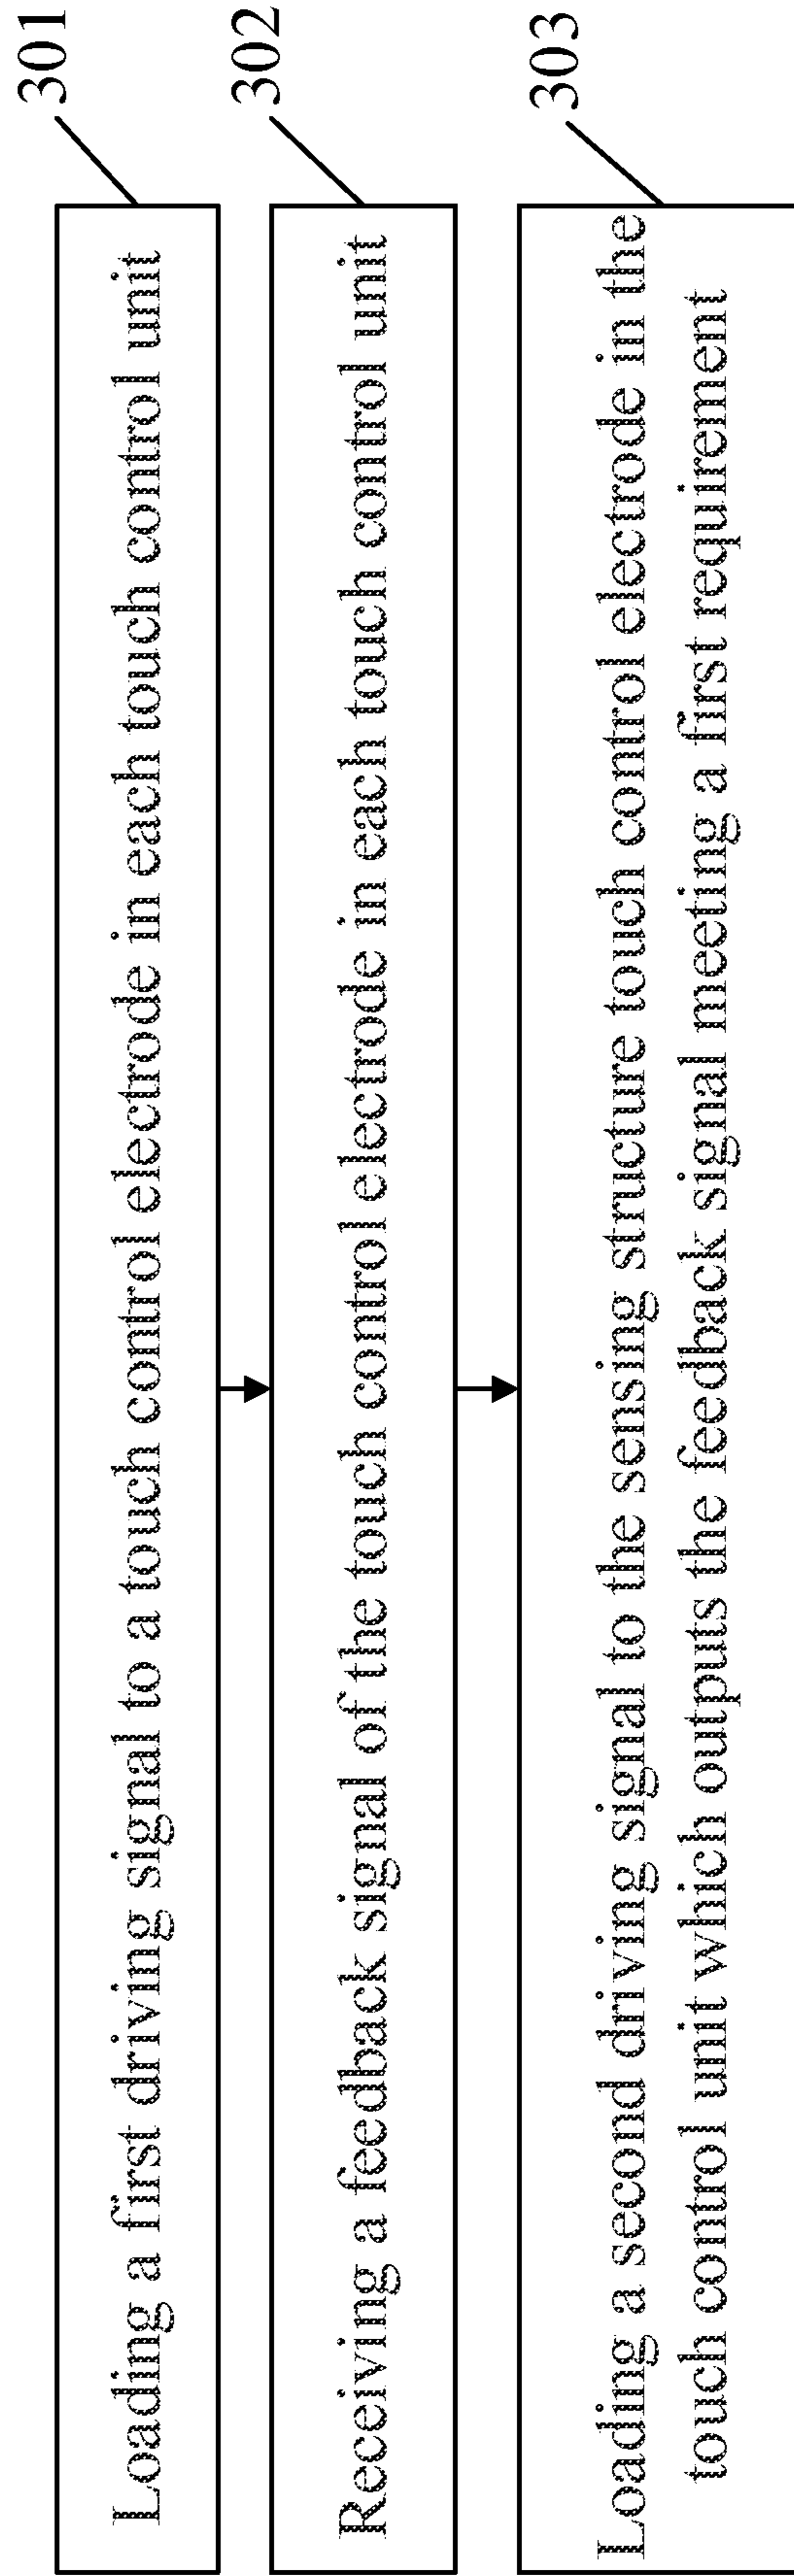 301
Loading a first driving signal to a touch control electrode in each touch control unit
302
Receiving a feedback signal of the touch control electrode in each touch control unit
303
Loading a second driving signal to the sensing structure touch control electrode in the
touch control unit which outputs the feedback signal meeting a first requirement